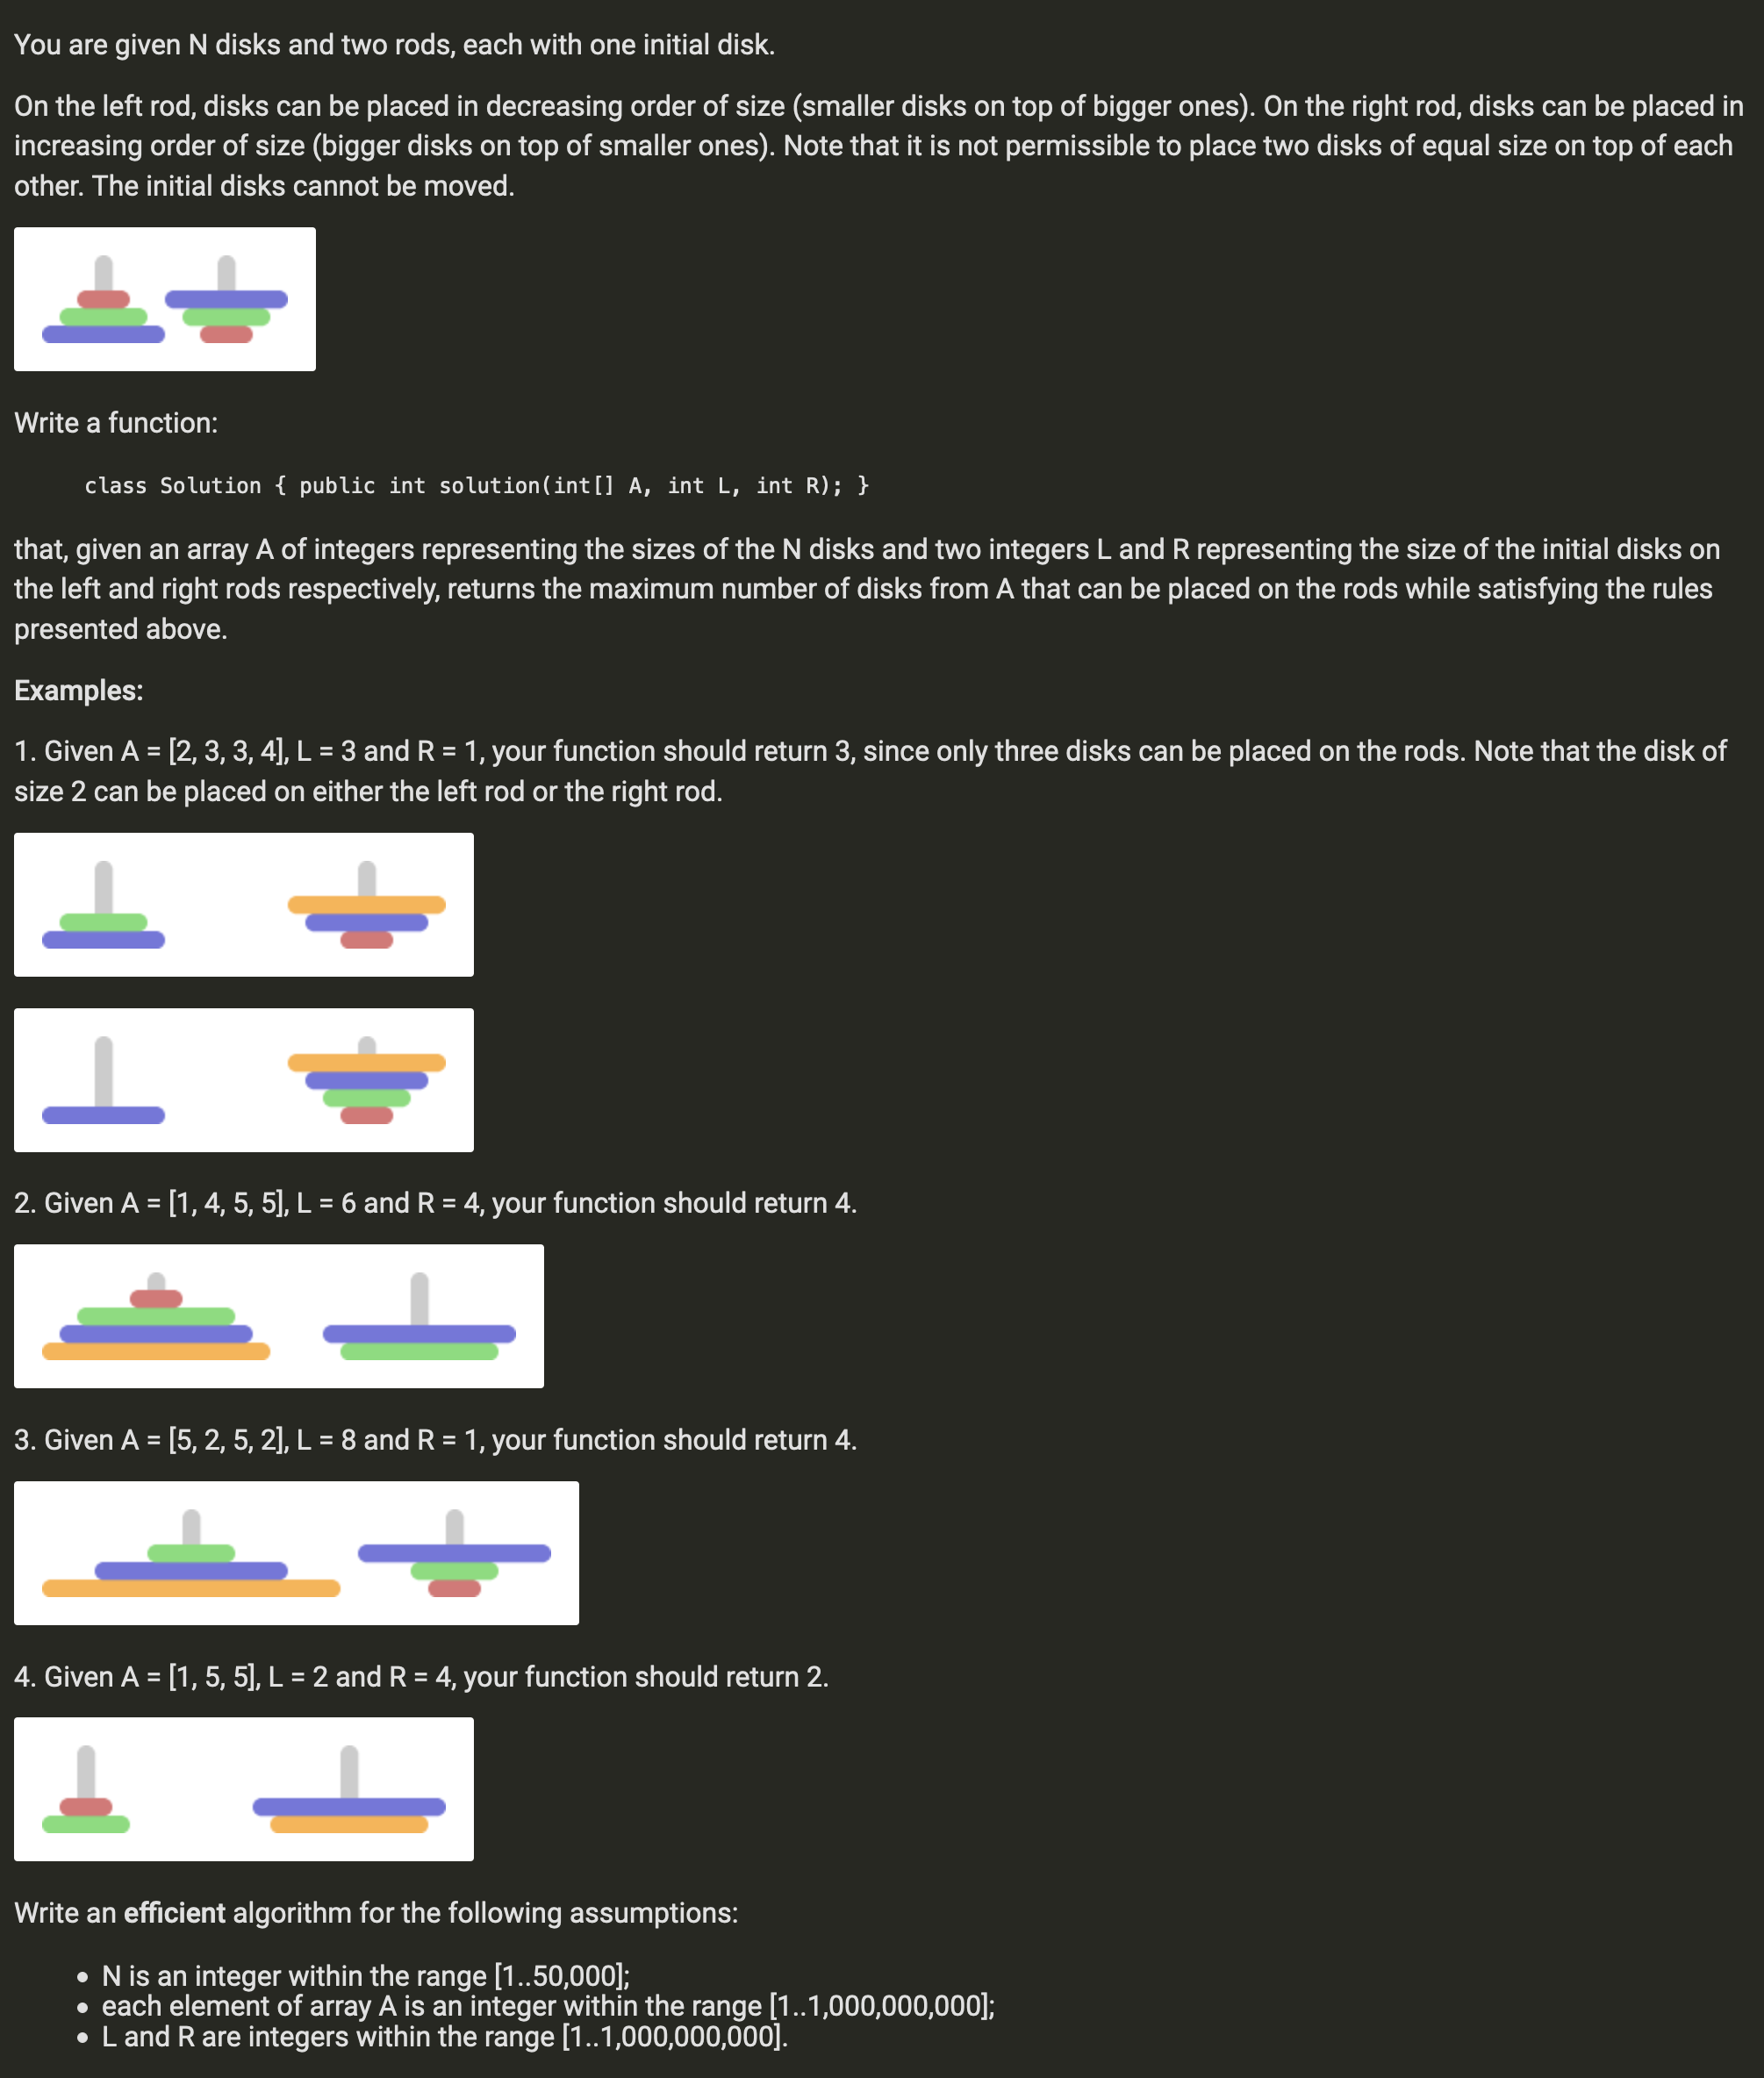 You are given N disks and two rods, each with one initial disk.
On the left rod, disks can be placed in decreasing order of size (smaller disks on top of bigger ones). On the right rod, disks can be placed in
increasing order of size (bigger disks on top of smaller ones). Note that it is not permissible to place two disks of equal size on top of each
other. The initial disks cannot be moved.
Write a function:
class Solution { public int solution(int[] A, int L, int R); }
that, given an array A of integers representing the sizes of the N disks and two integers L and R representing the size of the initial disks on
the left and right rods respectively, returns the maximum number of disks from A that can be placed on the rods while satisfying the rules
presented above.
Examples:
1. Given A = [2, 3, 3, 4], L = 3 and R = 1, your function should return 3, since only three disks can be placed on the rods. Note that the disk of
size 2 can be placed on either the left rod or the right rod.
2. Given A = [1, 4, 5, 5], L = 6 and R = 4, your function should return 4.
3. Given A = [5, 2, 5, 2], L = 8 and R = 1, your function should return 4.
4. Given A = [1, 5, 5], L = 2 and R = 4, your function should return 2.
Write an efficient algorithm for the following assumptions:
• N is an integer within the range [1..50,000];
• each element of array A is an integer within the range [1..1,000,000,000];
• L and R are integers within the range [1..1,000,000,000].